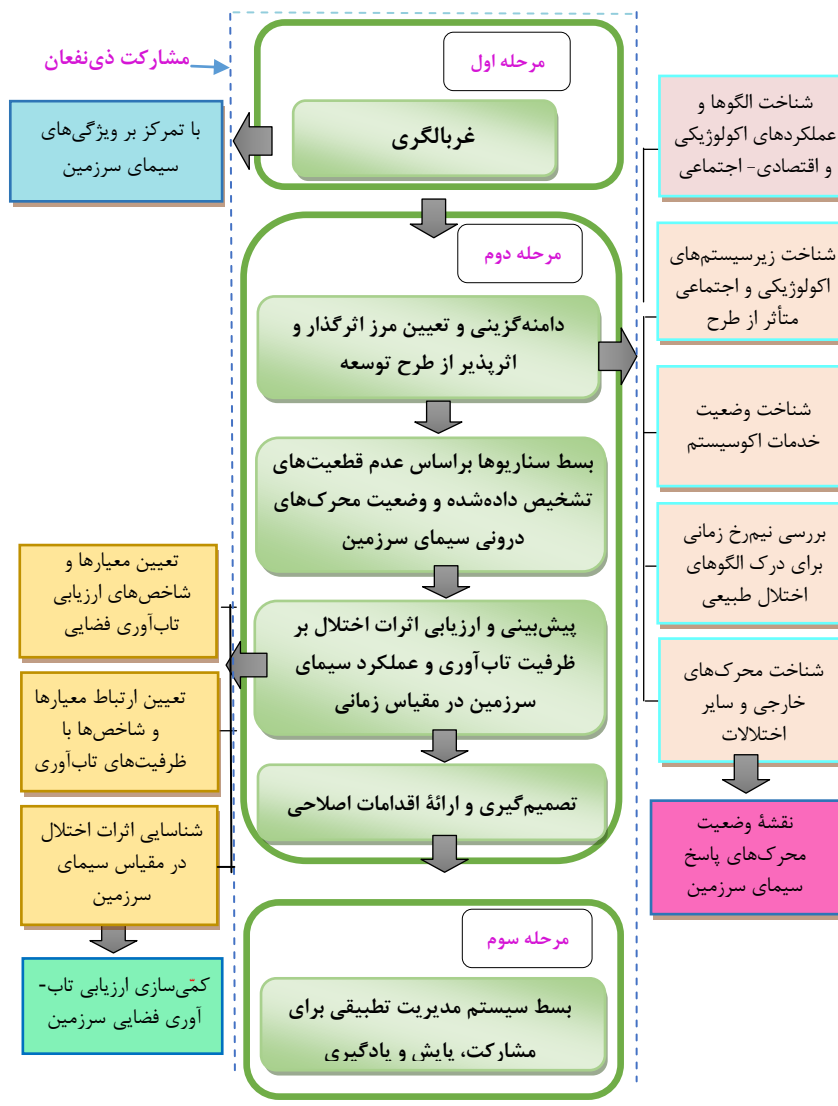 مشارکت ذی‌نفعان
مرحله اول
غربالگری
با تمرکز بر ویژگی‌های
سیمای سرزمین
مرحله دوم
دامنه‌گزینی و تعیین مرز اثرگذار و
اثرپذیر از طرح توسعه
بسط سناریوها براساس عدم قطعیت‌های
تشخیص داده‌شده و وضعیت محرک‌های
درونی سیمای سرزمین
پیش‌بینی و ارزیابی اثرات اختلال بر
ظرفیت تاب‌آوری و عملکرد سیمای
سرزمین در مقیاس زمانی
تصمیم‌گیری و ارائهٔ اقدامات اصلاحی
مرحله سوم
بسط سیستم مدیریت تطبیقی برای
مشارکت، پایش و یادگیری
شناخت الگوها و
عملکردهای اکولوژیکی
و اقتصادی- اجتماعی
شناخت زیرسیستم‌های
اکولوژیکی و اجتماعی
متأثر از طرح
شناخت وضعیت
خدمات اکوسیستم
بررسی نیم‌رخ زمانی
برای درک الگوهای
اختلال طبیعی
شناخت محرک‌های
خارجی و سایر
اختلالات
نقشهٔ وضعیت
محرک‌های پاسخ
سیمای سرزمین
تعیین معیارها و
شاخص‌های ارزیابی
تاب‌آوری فضایی
تعیین ارتباط معیارها
و شاخص‌ها با
ظرفیت‌های تاب‌آوری
شناسایی اثرات اختلال
در مقیاس سیمای
سرزمین
کمّی‌سازی ارزیابی تاب-
آوری فضایی سرزمین